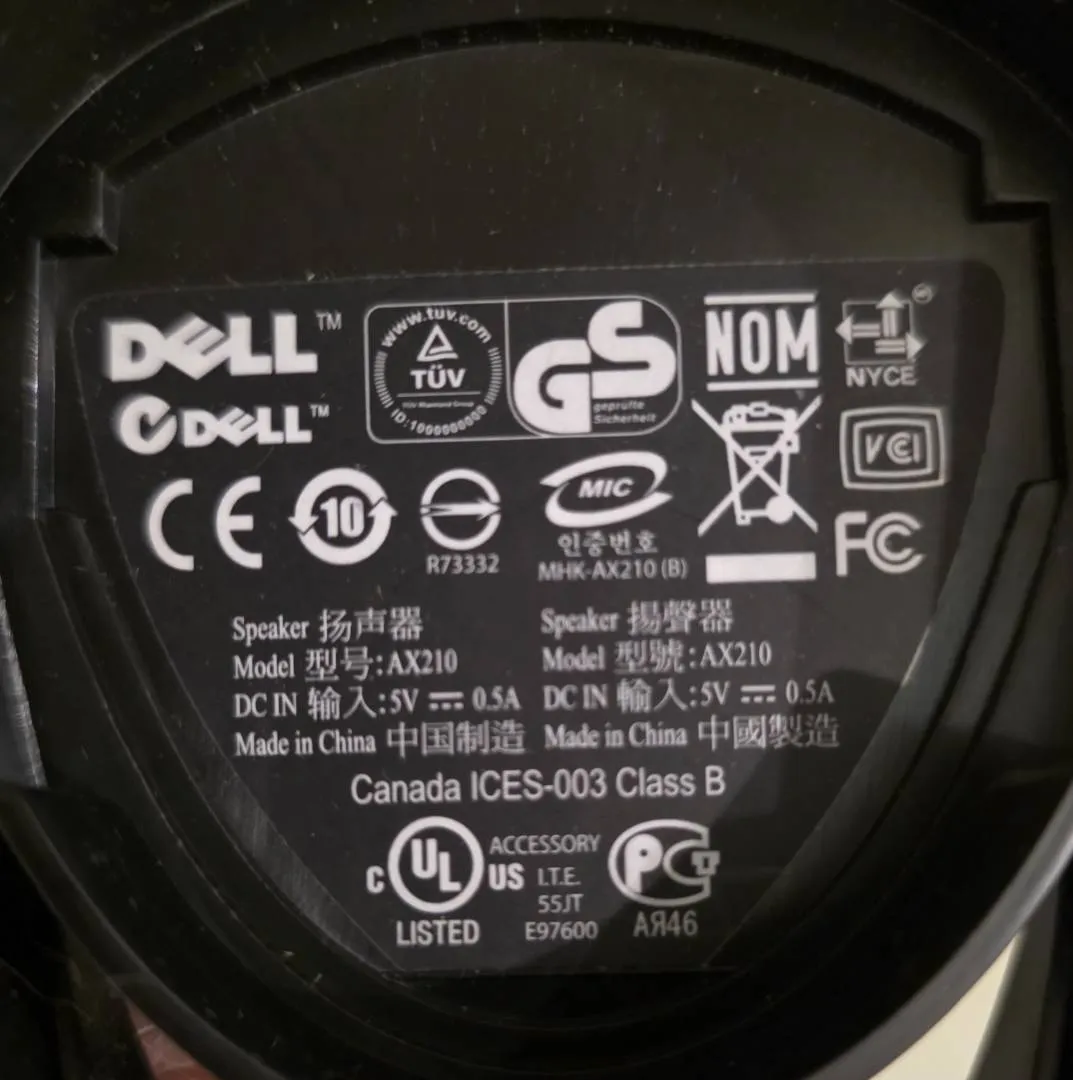 DELL™
DELL™
www.tuv.com
TÜV
TÜV Rheinland Group
ID:1000000000
GS
geprüfte
Sicherheit
NOM
NYCE
VCI
CE
10
R73332
MIC
인증번호
MHK-AX210 (B)
FC
Speaker 扬声器
Model 型号:AX210
DC IN 输入:5V ⎓ 0.5A
Made in China 中国制造
Speaker 揚聲器
Model 型號:AX210
DC IN 輸入:5V ⎓ 0.5A
Made in China 中國製造
Canada ICES-003 Class B
C UL US
LISTED
ACCESSORY
I.T.E.
55JT
E97600
PCT
АЯ46